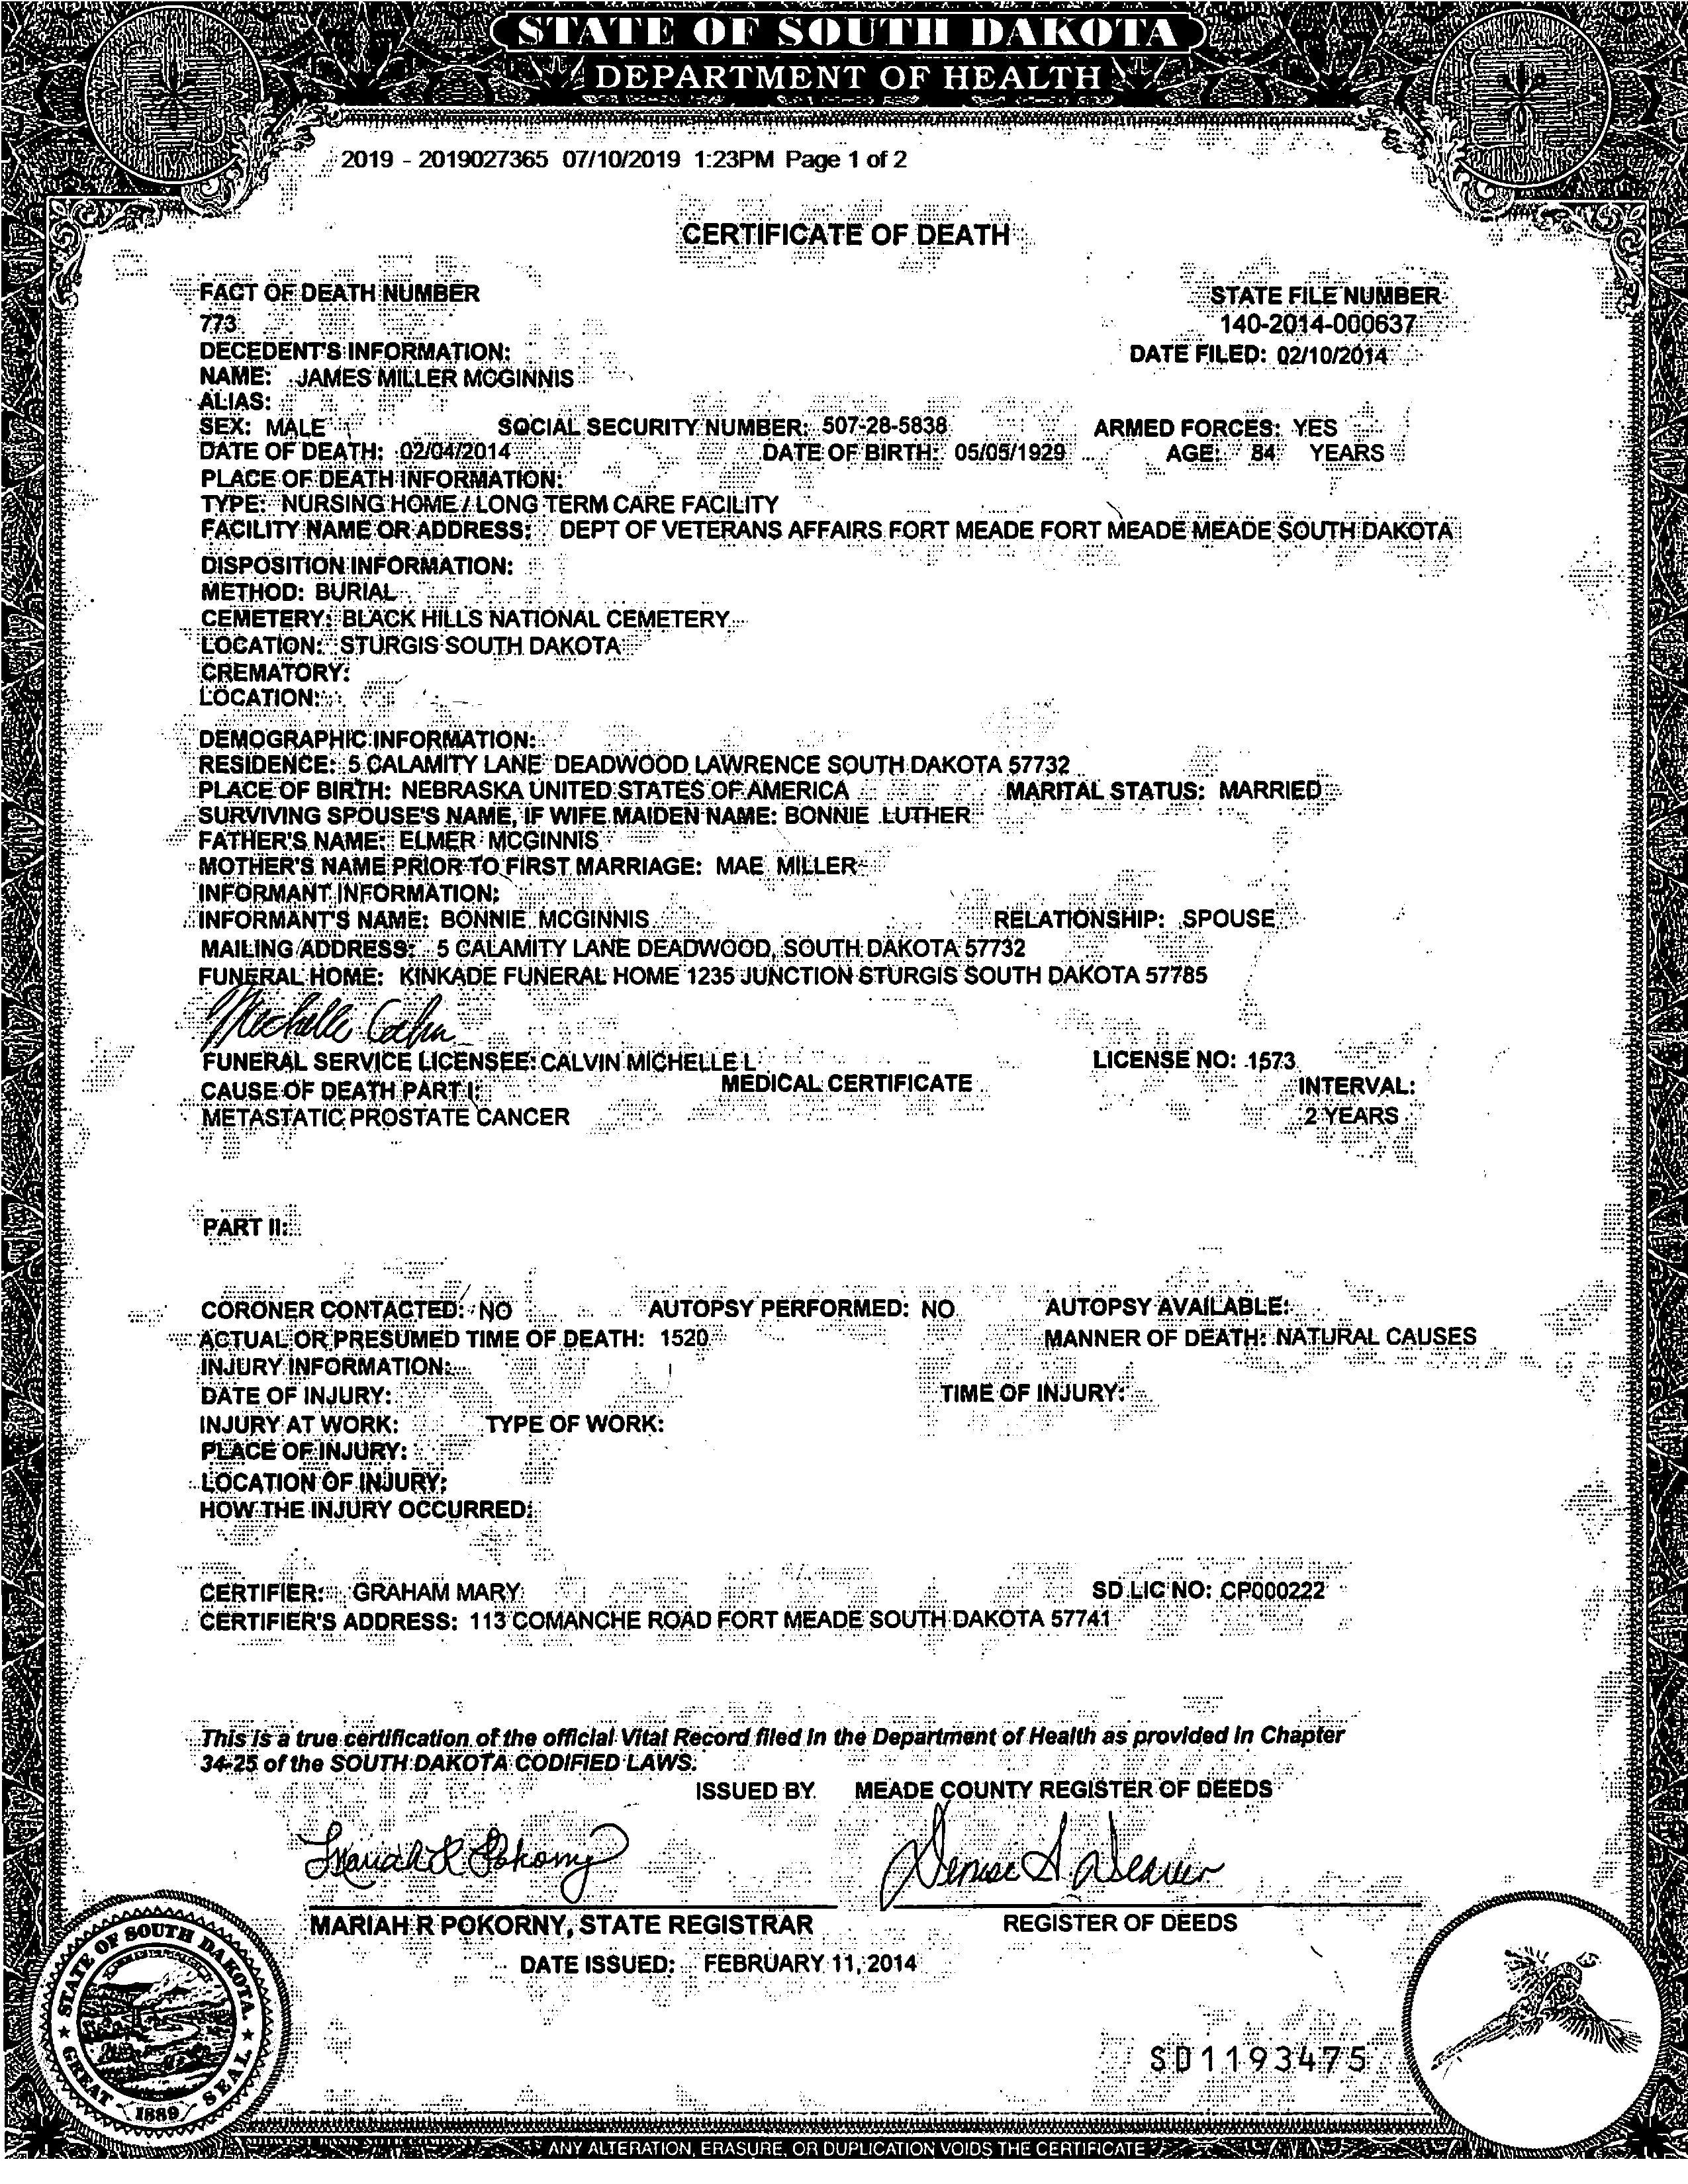 STATE OF SOUTH DAKOTA
DEPARTMENT OF HEALTH
2019 - 2019027365 07/10/2019 1:23PM Page 1 of 2
CERTIFICATE OF DEATH
FACT OF DEATH NUMBER STATE FILE NUMBER
773 140-2014-000637
DECEDENT'S INFORMATION: DATE FILED: 02/10/2014
NAME: JAMES MILLER MCGINNIS
ALIAS:
SEX: MALE SOCIAL SECURITY NUMBER: 507-28-5838 ARMED FORCES: YES
DATE OF DEATH: 02/04/2014 DATE OF BIRTH: 05/05/1929 AGE: 84 YEARS
PLACE OF DEATH INFORMATION:
TYPE: NURSING HOME / LONG TERM CARE FACILITY
FACILITY NAME OR ADDRESS: DEPT OF VETERANS AFFAIRS FORT MEADE FORT MEADE MEADE SOUTH DAKOTA
DISPOSITION INFORMATION:
METHOD: BURIAL
CEMETERY: BLACK HILLS NATIONAL CEMETERY
LOCATION: STURGIS SOUTH DAKOTA
CREMATORY:
LOCATION:
DEMOGRAPHIC INFORMATION:
RESIDENCE: 5 CALAMITY LANE DEADWOOD LAWRENCE SOUTH DAKOTA 57732
PLACE OF BIRTH: NEBRASKA UNITED STATES OF AMERICA MARITAL STATUS: MARRIED
SURVIVING SPOUSE'S NAME, IF WIFE MAIDEN NAME: BONNIE LUTHER
FATHER'S NAME: ELMER MCGINNIS
MOTHER'S NAME PRIOR TO FIRST MARRIAGE: MAE MILLER
INFORMANT INFORMATION:
INFORMANT'S NAME: BONNIE MCGINNIS RELATIONSHIP: SPOUSE
MAILING ADDRESS: 5 CALAMITY LANE DEADWOOD, SOUTH DAKOTA 57732
FUNERAL HOME: KINKADE FUNERAL HOME 1235 JUNCTION STURGIS SOUTH DAKOTA 57785
Michelle
FUNERAL SERVICE LICENSEE: CALVIN MICHELLE L LICENSE NO: 1573
CAUSE OF DEATH PART I: MEDICAL CERTIFICATE INTERVAL:
METASTATIC PROSTATE CANCER 2 YEARS
PART II:
CORONER CONTACTED: NO AUTOPSY PERFORMED: NO AUTOPSY AVAILABLE:
ACTUAL OR PRESUMED TIME OF DEATH: 1520 MANNER OF DEATH: NATURAL CAUSES
INJURY INFORMATION:
DATE OF INJURY: TIME OF INJURY:
INJURY AT WORK: TYPE OF WORK:
PLACE OF INJURY:
LOCATION OF INJURY:
HOW THE INJURY OCCURRED:
CERTIFIER: GRAHAM MARY SD LIC NO: CP000222
CERTIFIER'S ADDRESS: 113 COMANCHE ROAD FORT MEADE SOUTH DAKOTA 57741
This is a true certification of the official Vital Record filed in the Department of Health as provided in Chapter
34-25 of the SOUTH DAKOTA CODIFIED LAWS.
ISSUED BY MEADE COUNTY REGISTER OF DEEDS
Mariah R Pokorny
MARIAH R POKORNY, STATE REGISTRAR REGISTER OF DEEDS
DATE ISSUED: FEBRUARY 11, 2014
STATE OF SOUTH DAKOTA
GREAT SEAL
1889
SD1193475
ANY ALTERATION, ERASURE, OR DUPLICATION VOIDS THE CERTIFICATE